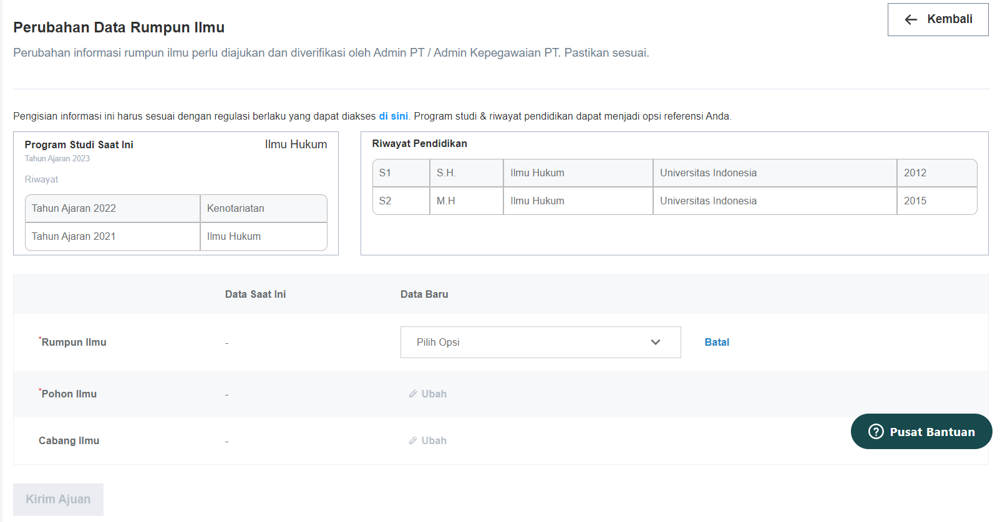 Perubahan Data Rumpun Ilmu
Kembali
Perubahan informasi rumpun ilmu perlu diajukan dan diverifikasi oleh Admin PT / Admin Kepegawaian PT. Pastikan sesuai.
Pengisian informasi ini harus sesuai dengan regulasi berlaku yang dapat diakses di sini. Program studi & riwayat pendidikan dapat menjadi opsi referensi Anda.
Program Studi Saat Ini Ilmu Hukum
Tahun Ajaran 2023
Riwayat
Tahun Ajaran 2022 Kenotariatan
Tahun Ajaran 2021 Ilmu Hukum
Riwayat Pendidikan
S1 S.H. Ilmu Hukum Universitas Indonesia 2012
S2 M.H Ilmu Hukum Universitas Indonesia 2015
Data Saat Ini Data Baru
*Rumpun Ilmu - Pilih Opsi Batal
*Pohon Ilmu - Ubah
Cabang Ilmu - Ubah
Pusat Bantuan
Kirim Ajuan